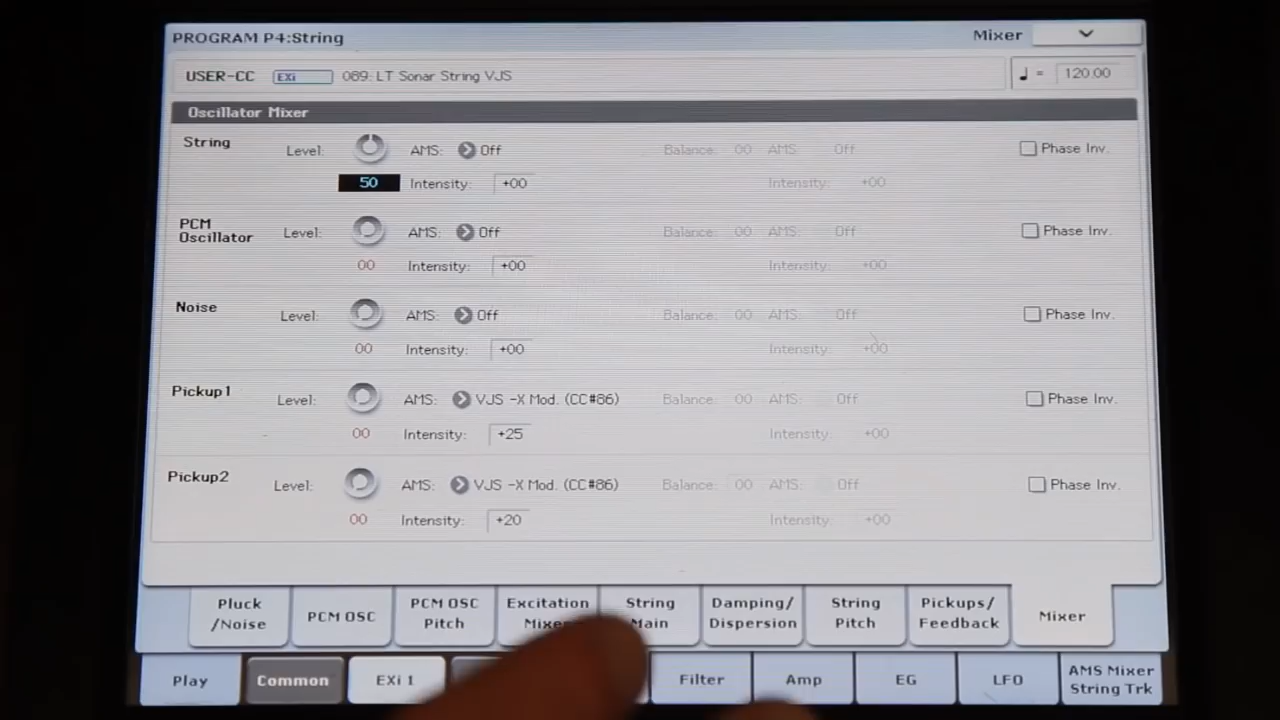 PROGRAM P4:String Mixer
USER-CC EXi 069: LT Sonar String VJS ♩ = 120.00
Oscillator Mixer
String Level: AMS: Off Balance: 00 AMS: Off Phase Inv.
50 Intensity: +00 Intensity: +00
PCM
Oscillator Level: AMS: Off Balance: 00 AMS: Off Phase Inv.
00 Intensity: +00 Intensity: +00
Noise Level: AMS: Off Balance: 00 AMS: Off Phase Inv.
00 Intensity: +00 Intensity: +00
Pickup1 Level: AMS: VJS -X Mod. (CC#86) Balance: 00 AMS: Off Phase Inv.
00 Intensity: +25 Intensity: +00
Pickup2 Level: AMS: VJS -X Mod. (CC#86) Balance: 00 AMS: Off Phase Inv.
00 Intensity: +20 Intensity: +00
Pluck
/Noise
PCM OSC
PCM OSC
Pitch
Excitation
Mixer
String
Main
Damping/
Dispersion
String
Pitch
Pickups/
Feedback
Mixer
Play
Common
EXi 1
Filter
Amp
EG
LFO
AMS Mixer
String Trk